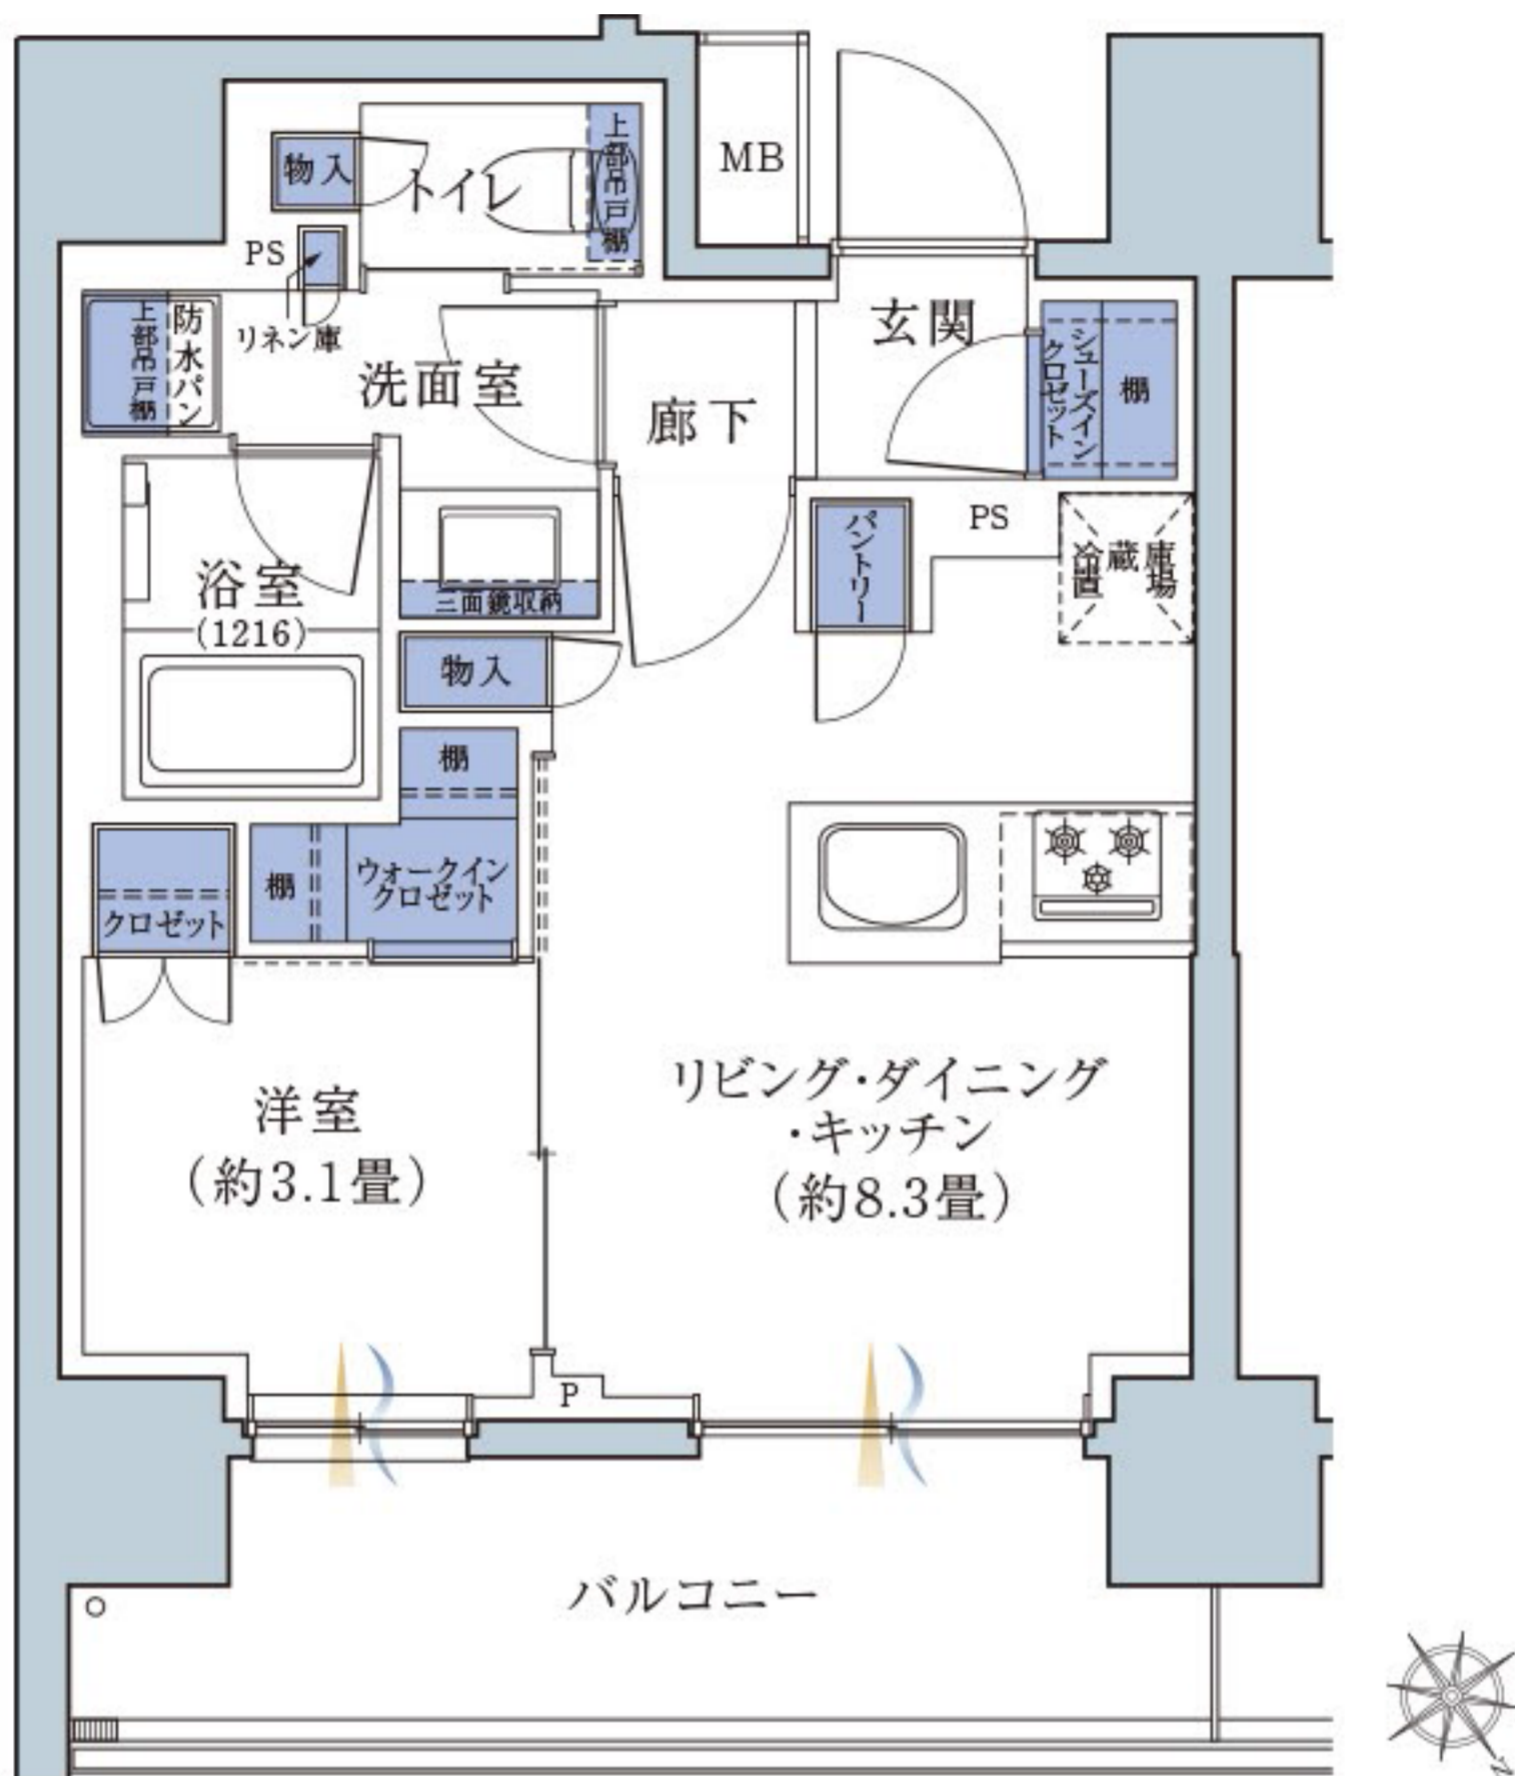 物入
トイレ
上部吊戸棚
MB
PS
リネン庫
上部吊戸棚
防水パン
洗面室
廊下
玄関
シューズイン
クロゼット
棚
パントリー
PS
冷蔵庫
置場
浴室
(1216)
三面鏡収納
物入
棚
棚
ウォークイン
クロゼット
クロゼット
洋室
(約3.1畳)
リビング・ダイニング
・キッチン
(約8.3畳)
P
バルコニー
N